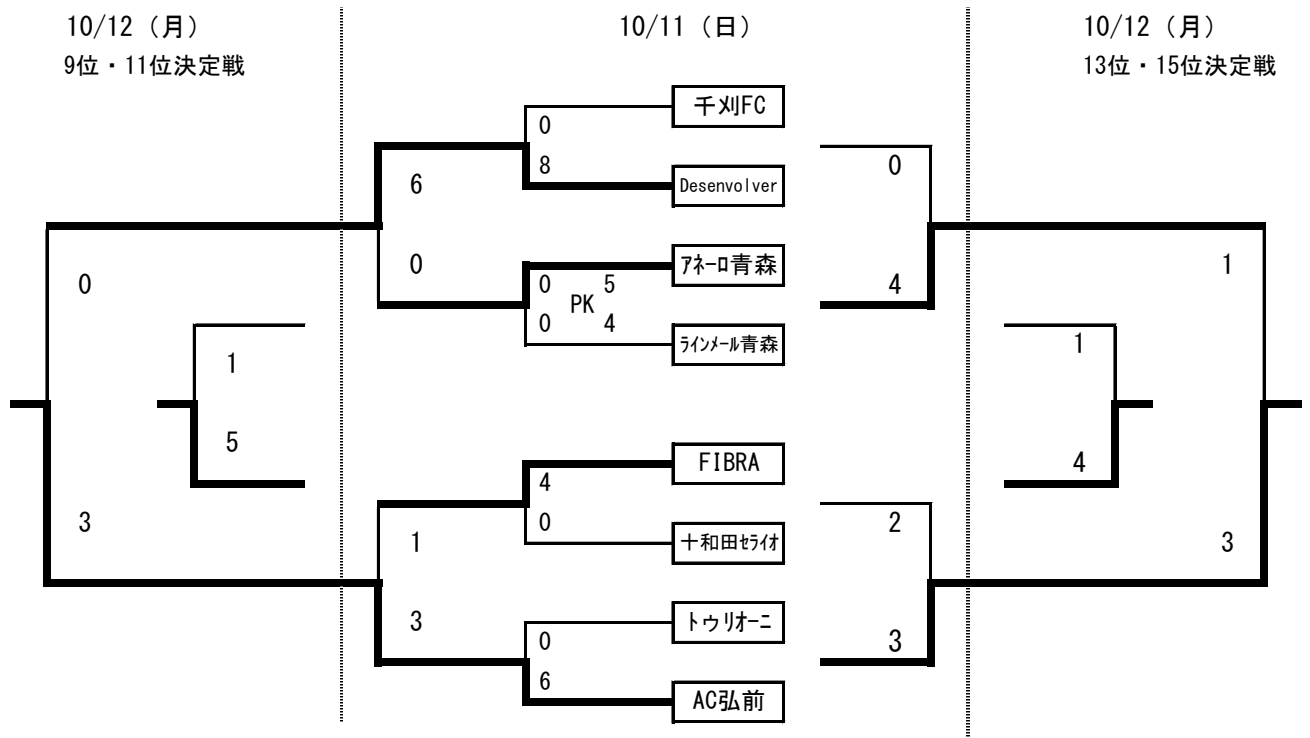 10/12（月）
9位・11位決定戦
10/11（日）
10/12（月）
13位・15位決定戦
千刈FC
0
8
Desenvolver
6
0
0
4
アネーロ青森
0 5
PK
0 4
ラインメール青森
0
1
1
5
1
4
FIBRA
4
0
十和田セライオ
3
1
2
3
トゥリオーニ
3
0
3
6
AC弘前